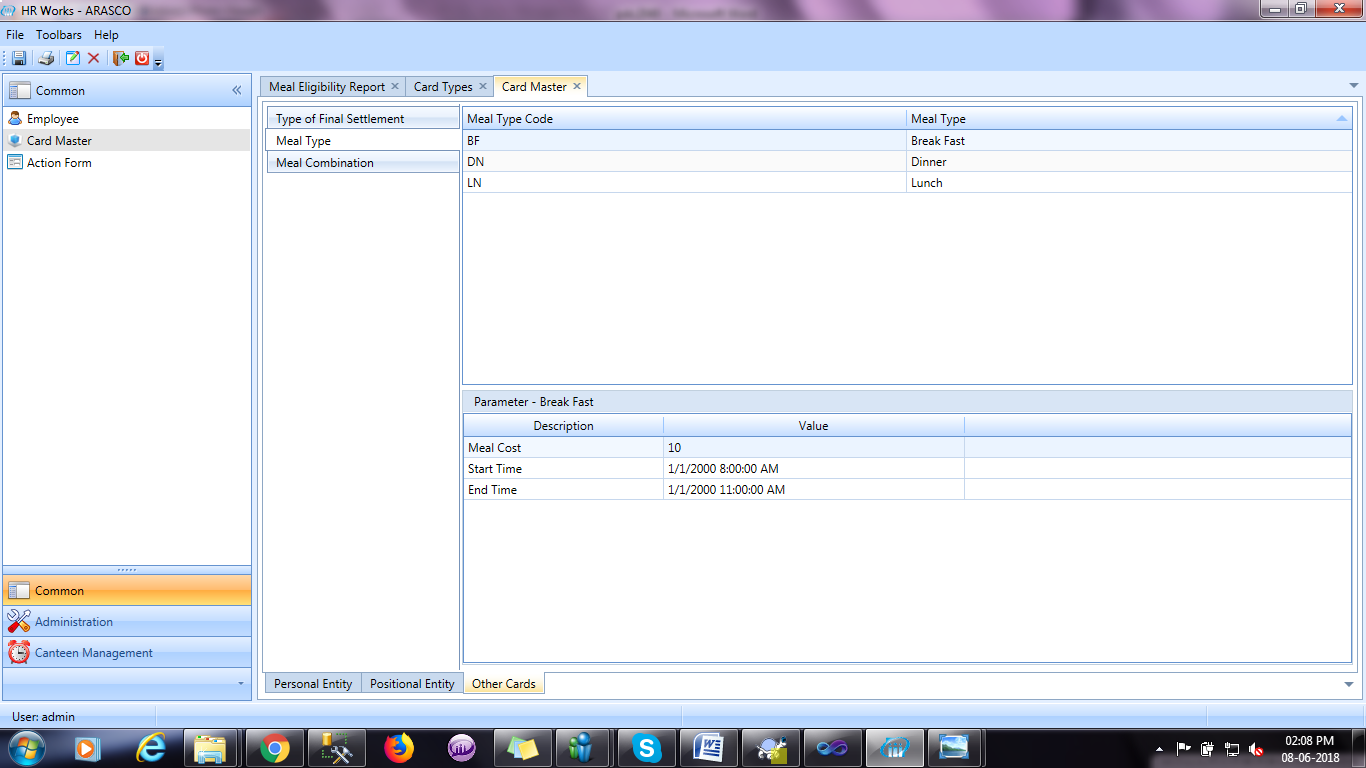 HR Works - ARASCO
File Toolbars Help
Common
Employee
Card Master
Action Form
Common
Administration
Canteen Management
Meal Eligibility Report Card Types Card Master
Type of Final Settlement
Meal Type
Meal Combination
Meal Type Code Meal Type
BF Break Fast
DN Dinner
LN Lunch
Parameter - Break Fast
Description Value
Meal Cost 10
Start Time 1/1/2000 8:00:00 AM
End Time 1/1/2000 11:00:00 AM
Personal Entity Positional Entity Other Cards
User: admin
02:08 PM
08-06-2018